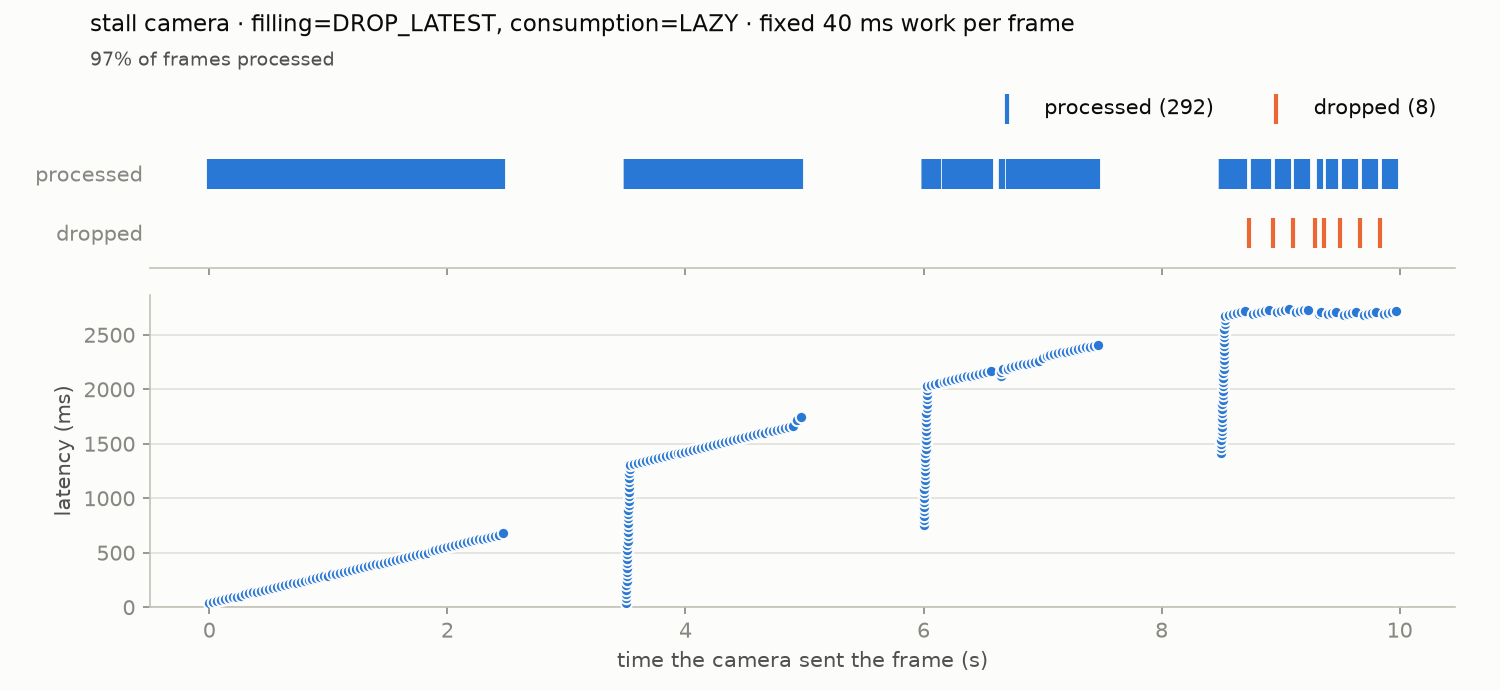 stall camera · filling=DROP_LATEST, consumption=LAZY · fixed 40 ms work per frame
97% of frames processed
processed (292)
dropped (8)
processed
dropped
latency (ms)
2500
2000
1500
1000
500
0
0 2 4 6 8 10
time the camera sent the frame (s)